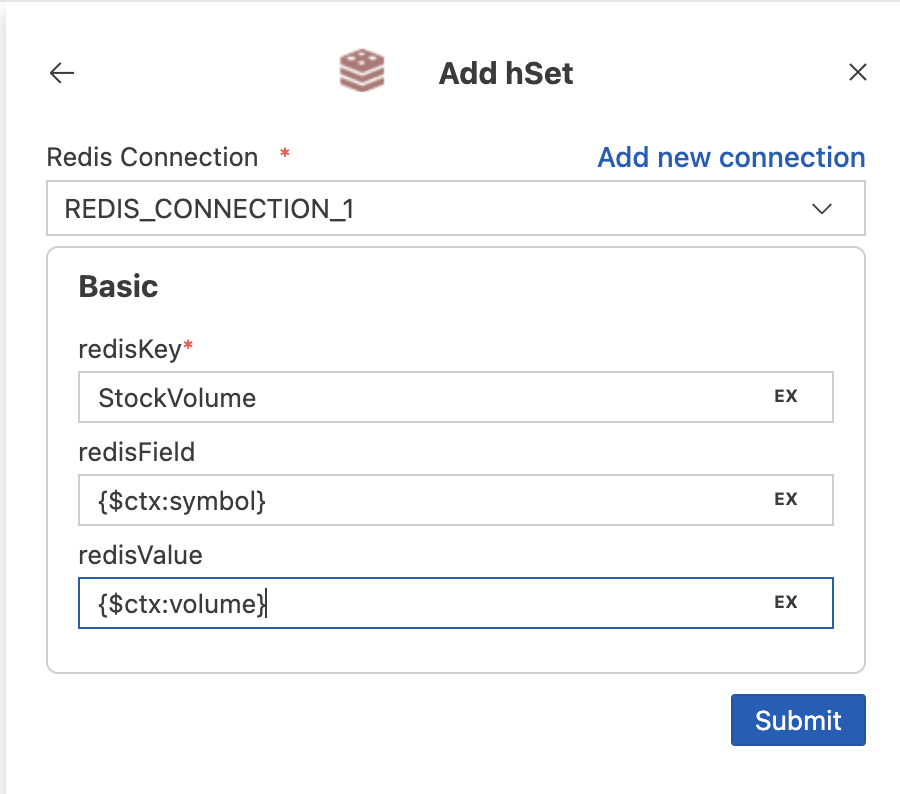 Add hSet
Redis Connection * Add new connection
REDIS_CONNECTION_1
Basic
redisKey*
StockVolume EX
redisField
{$ctx:symbol} EX
redisValue
{$ctx:volume} EX
Submit